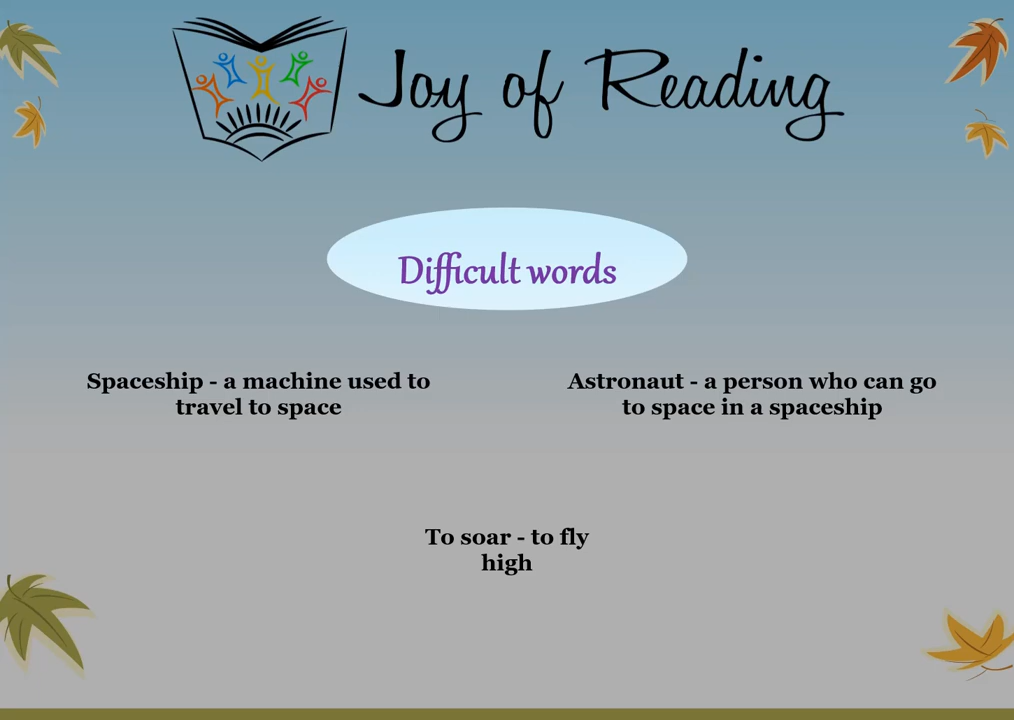 Joy of Reading
Difficult words
Spaceship - a machine used to
travel to space
Astronaut - a person who can go
to space in a spaceship
To soar - to fly
high